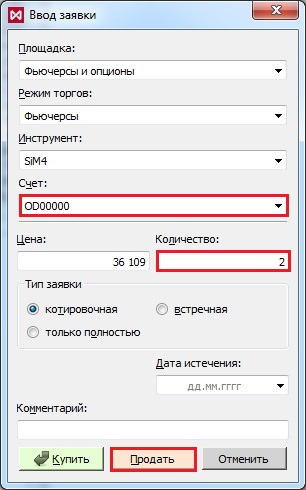 Ввод заявки
Площадка:
Фьючерсы и опционы
Режим торгов:
Фьючерсы
Инструмент:
SiM4
Счет:
OD00000
Цена: Количество:
36 109 2
Тип заявки
котировочная встречная
только полностью
Дата истечения:
дд.мм.гггг
Комментарий:
Купить Продать Отменить